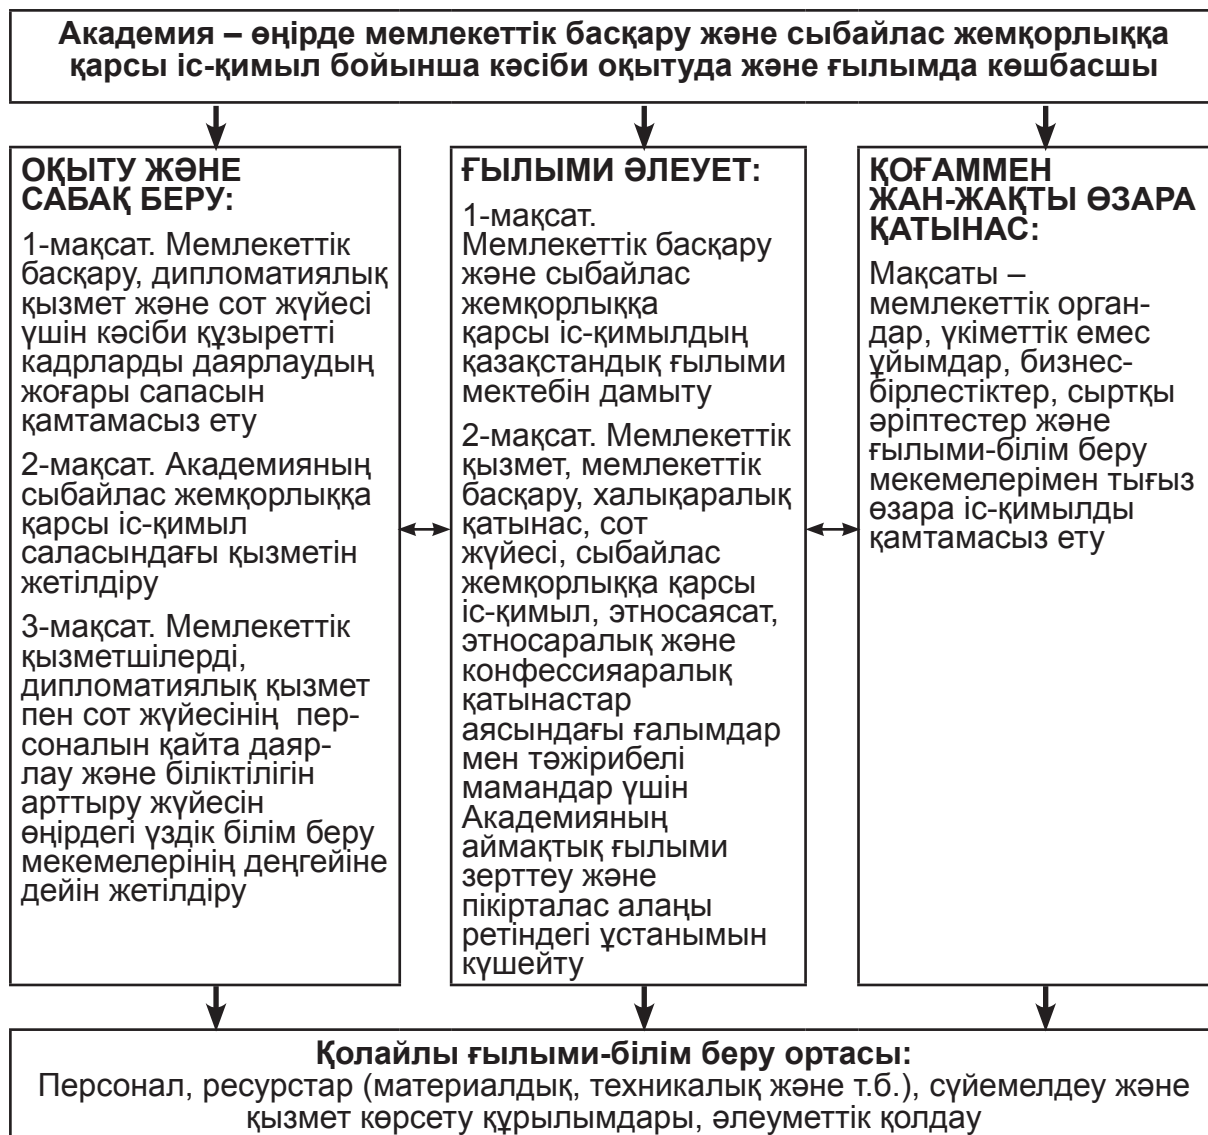 Академия – өңірде мемлекеттік басқару және сыбайлас жемқорлыққа
қарсы іс-қимыл бойынша кәсіби оқытуда және ғылымда көшбасшы
ОҚЫТУ ЖӘНЕ
САБАҚ БЕРУ:
1-мақсат. Мемлекеттік
басқару, дипломатиялық
қызмет және сот жүйесі
үшін кәсіби құзыретті
кадрларды даярлаудың
жоғары сапасын
қамтамасыз ету
2-мақсат. Академияның
сыбайлас жемқорлыққа
қарсы іс-қимыл
саласындағы қызметін
жетілдіру
3-мақсат. Мемлекеттік
қызметшілерді,
дипломатиялық қызмет
пен сот жүйесінің пер-
соналын қайта даяр-
лау және біліктілігін
арттыру жүйесін
өңірдегі үздік білім беру
мекемелерінің деңгейіне
дейін жетілдіру
ҒЫЛЫМИ ӘЛЕУЕТ:
1-мақсат.
Мемлекеттік басқару
және сыбайлас
жемқорлыққа
қарсы іс-қимылдың
қазақстандық ғылыми
мектебін дамыту
2-мақсат. Мемлекеттік
қызмет, мемлекеттік
басқару, халықаралық
қатынас, сот
жүйесі, сыбайлас
жемқорлыққа қарсы
іс-қимыл, этносаясат,
этносаралық және
конфессияаралық
қатынастар
аясындағы ғалымдар
мен тәжірибелі
мамандар үшін
Академияның
аймақтық ғылыми
зерттеу және
пікірталас алаңы
ретіндегі ұстанымын
күшейту
ҚОҒАММЕН
ЖАН-ЖАҚТЫ ӨЗАРА
ҚАТЫНАС:
Мақсаты –
мемлекеттік орган-
дар, үкіметтік емес
ұйымдар, бизнес-
бірлестіктер, сыртқы
әріптестер және
ғылыми-білім беру
мекемелерімен тығыз
өзара іс-қимылды
қамтамасыз ету
Қолайлы ғылыми-білім беру ортасы:
Персонал, ресурстар (материалдық, техникалық және т.б.), сүйемелдеу және
қызмет көрсету құрылымдары, әлеуметтік қолдау